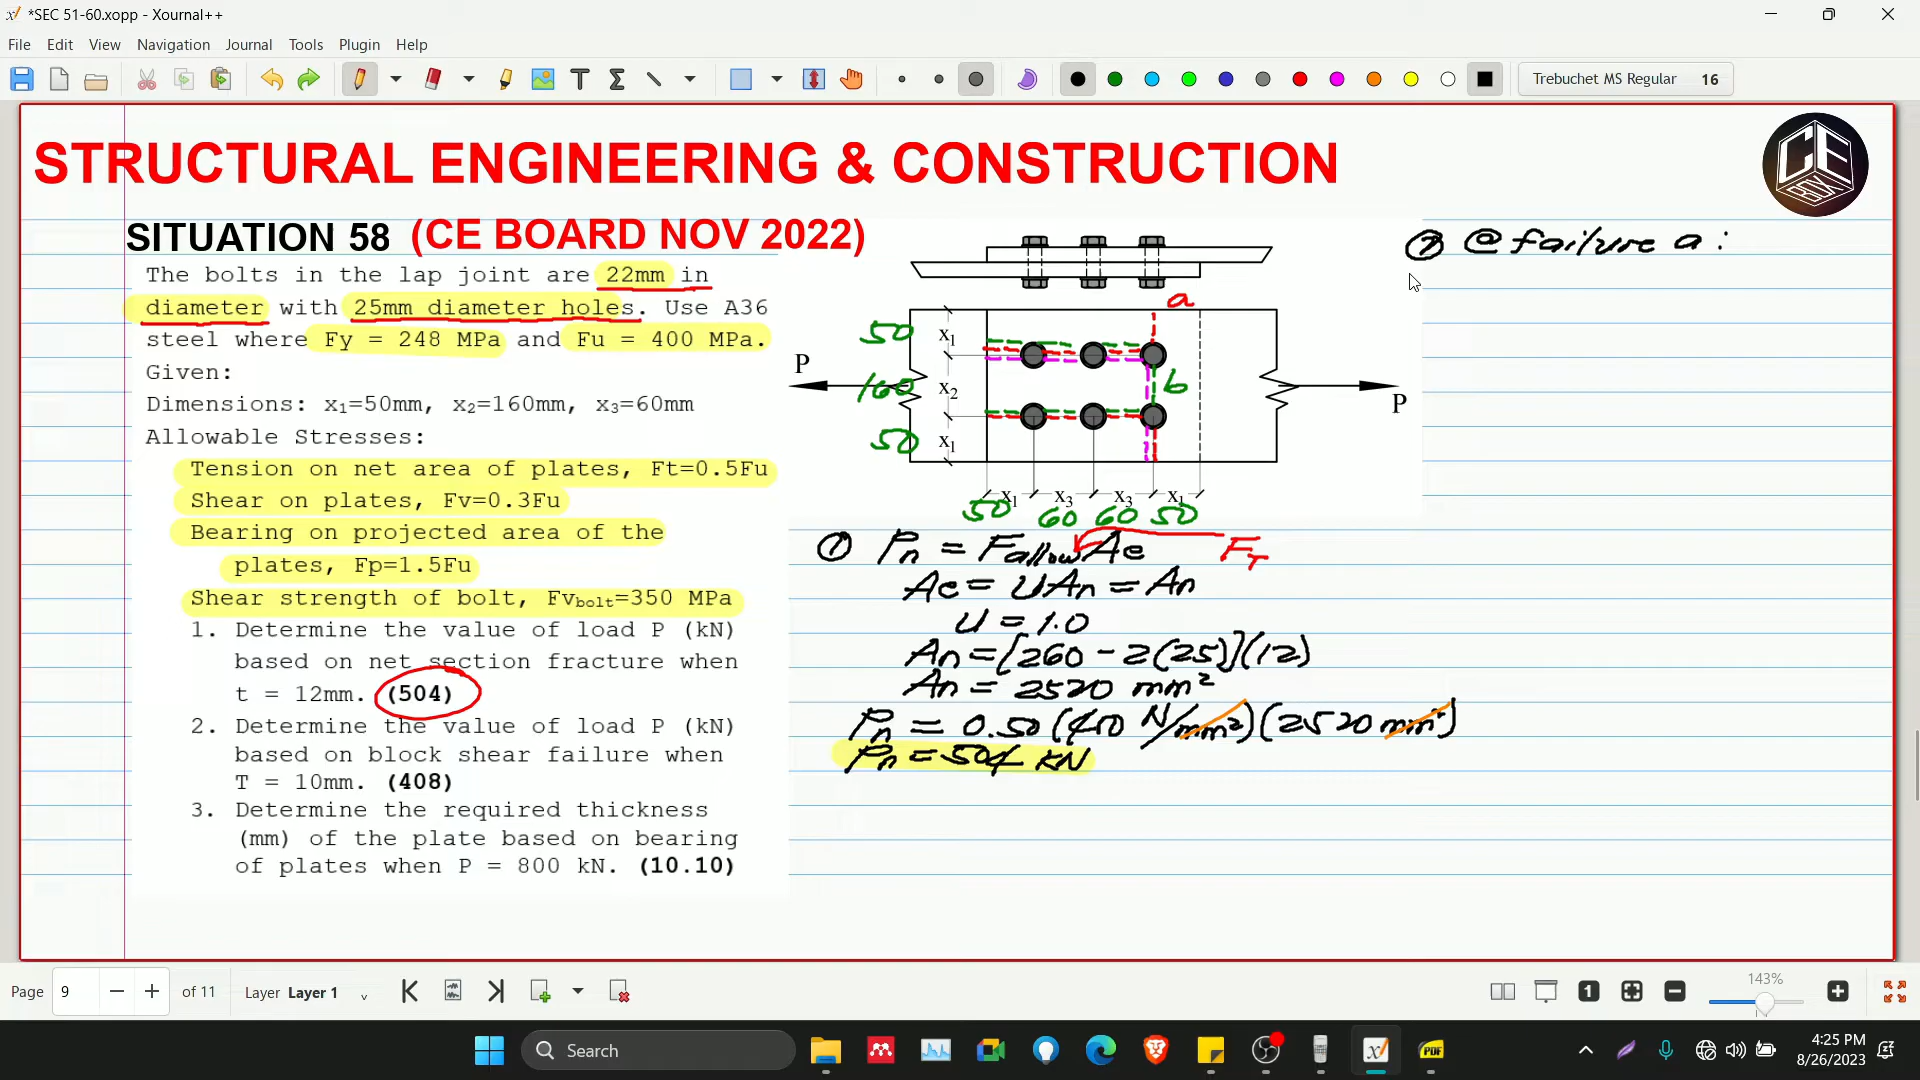 *SEC 51-60.xopp - Xournal++
File Edit View Navigation Journal Tools Plugin Help
Trebuchet MS Regular 16
STRUCTURAL ENGINEERING & CONSTRUCTION
CE
SITUATION 58 (CE BOARD NOV 2022)
The bolts in the lap joint are 22mm in
diameter with 25mm diameter holes. Use A36
steel where Fy = 248 MPa and Fu = 400 MPa.
Given:
Dimensions: x₁=50mm, x₂=160mm, x₃=60mm
Allowable Stresses:
Tension on net area of plates, Ft=0.5Fu
Shear on plates, Fv=0.3Fu
Bearing on projected area of the
plates, Fp=1.5Fu
Shear strength of bolt, Fvbolt=350 MPa
1. Determine the value of load P (kN)
based on net section fracture when
t = 12mm. (504)
2. Determine the value of load P (kN)
based on block shear failure when
T = 10mm. (408)
3. Determine the required thickness
(mm) of the plate based on bearing
of plates when P = 800 kN. (10.10)
a
50 x₁
P 160 x₂ b P
50 x₁
x₁ x₃ x₃ x₁
50 60 60 50
① Pn = Fallow Ae FT
Ae = UAn = An
U = 1.0
An = [260 - 2(25)](12)
An = 2520 mm²
Pn = 0.50 (400 N/mm²)(2520 mm²)
Pn = 504 kN
② @ failure a :
Page 9 of 11 Layer Layer 1
143%
Search
PDF
4:25 PM
8/26/2023